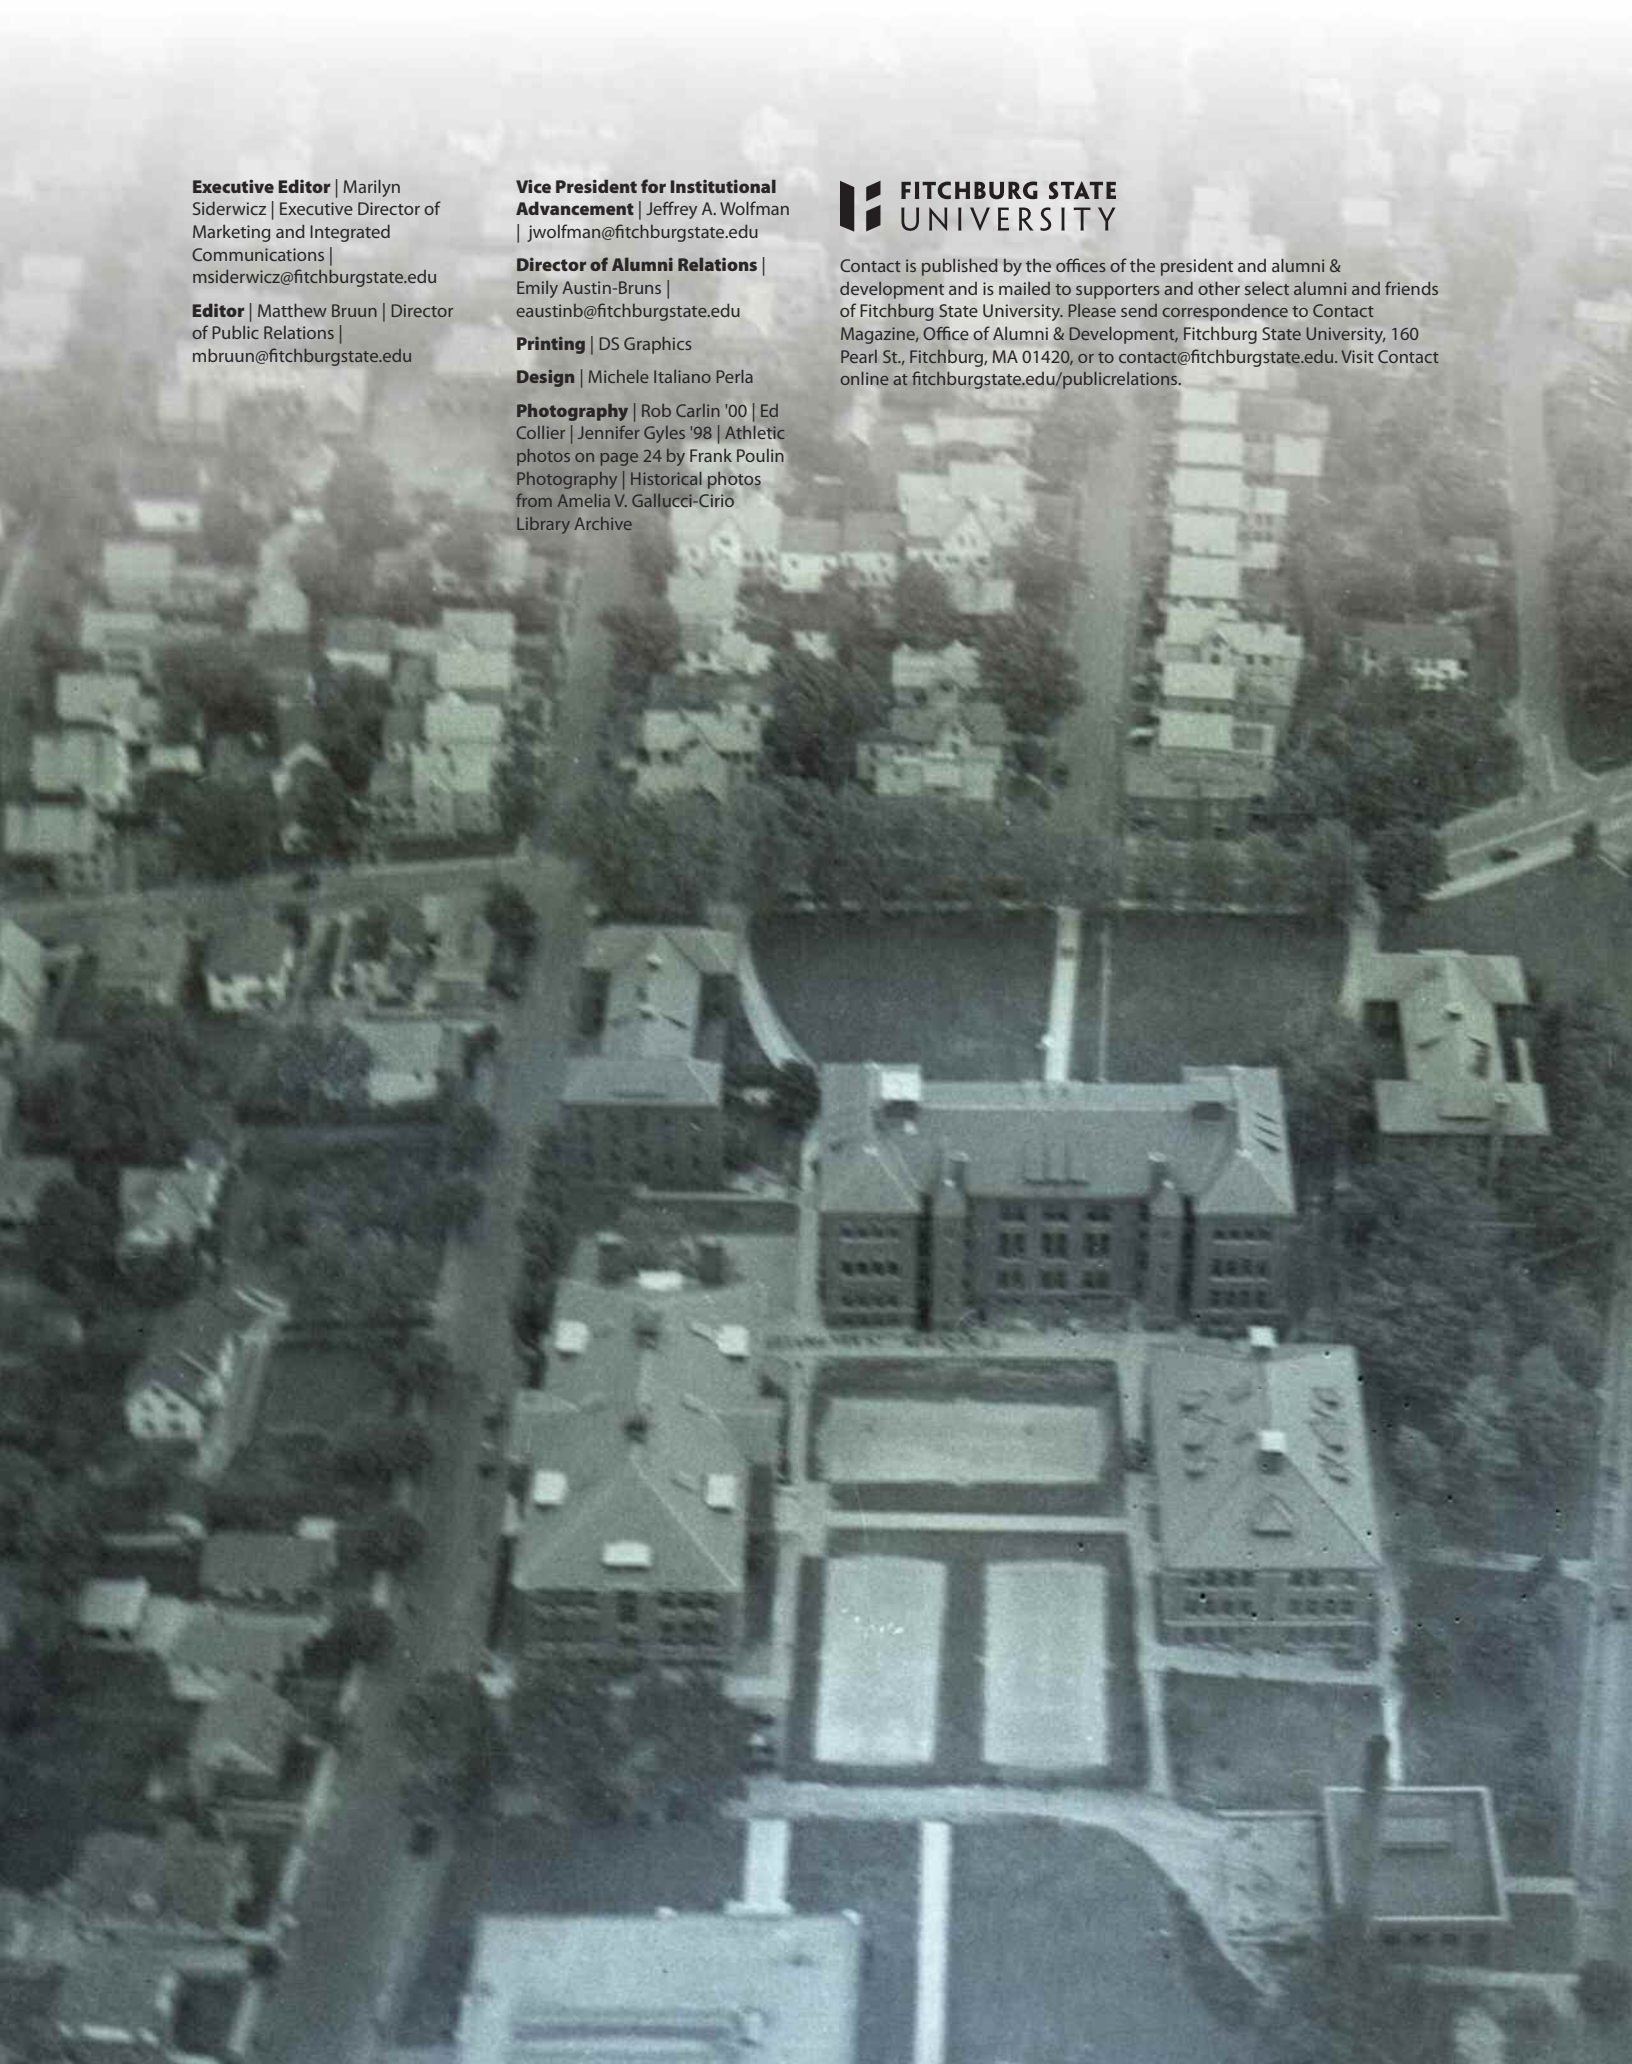 Executive Editor | Marilyn
Siderwicz | Executive Director of
Marketing and Integrated
Communications |
msiderwicz@fitchburgstate.edu
Editor | Matthew Bruun | Director
of Public Relations |
mbruun@fitchburgstate.edu
Vice President for Institutional
Advancement | Jeffrey A. Wolfman
| jwolfman@fitchburgstate.edu
Director of Alumni Relations |
Emily Austin-Bruns |
eaustinb@fitchburgstate.edu
Printing | DS Graphics
Design | Michele Italiano Perla
Photography | Rob Carlin '00 | Ed
Collier | Jennifer Gyles '98 | Athletic
photos on page 24 by Frank Poulin
Photography | Historical photos
from Amelia V. Gallucci-Cirio
Library Archive
FITCHBURG STATE
UNIVERSITY
Contact is published by the offices of the president and alumni &
development and is mailed to supporters and other select alumni and friends
of Fitchburg State University. Please send correspondence to Contact
Magazine, Office of Alumni & Development, Fitchburg State University, 160
Pearl St., Fitchburg, MA 01420, or to contact@fitchburgstate.edu. Visit Contact
online at fitchburgstate.edu/publicrelations.